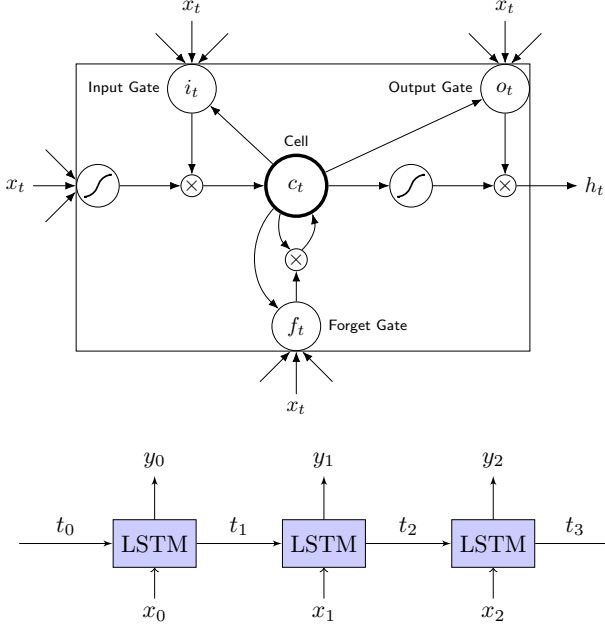 x_t x_t
Input Gate i_t Output Gate o_t
Cell
x_t × c_t × h_t
×
f_t Forget Gate
x_t
y_0 y_1 y_2
t_0 t_1 t_2 t_3
LSTM LSTM LSTM
x_0 x_1 x_2